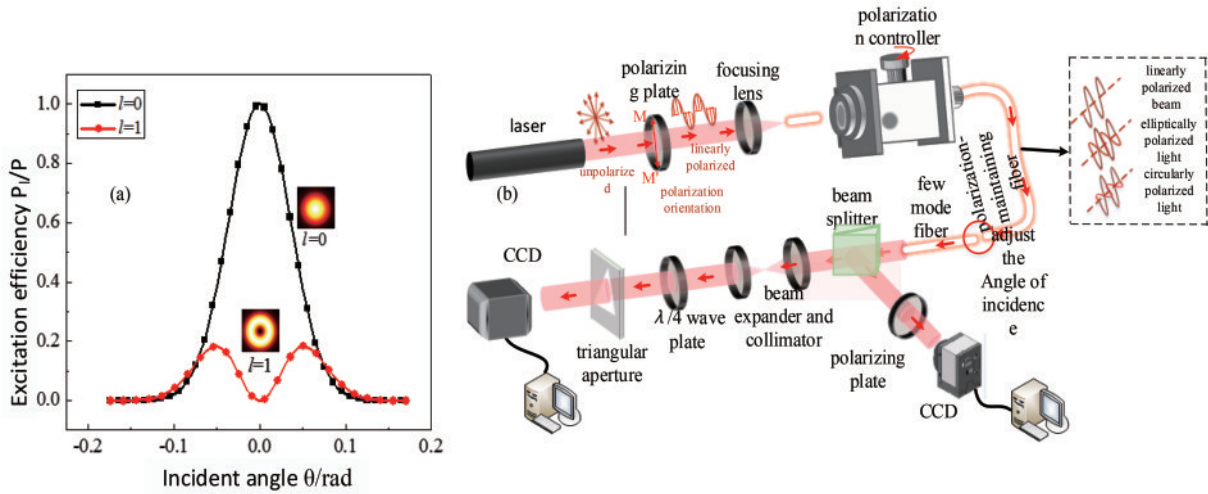 Excitation efficiency Pl/P
1.0
0.8
0.6
0.4
0.2
0.0
l=0
l=1
(a)
l=0
l=1
-0.2
-0.1
0.0
0.1
0.2
Incident angle θ/rad
(b)
laser
unpolarize
d
polarizin
g plate
M
M'
linearly
polarized
polarization
orientation
focusing
lens
polarizatio
n controller
linearly
polarized
beam
elliptically
polarized
light
circularly
polarized
light
polarization-
maintaining
fiber
few
mode
fiber
adjust
the
Angle of
incidenc
e
beam
splitter
beam
expander and
collimator
λ/4 wave
plate
triangular
aperture
CCD
polarizing
plate
CCD